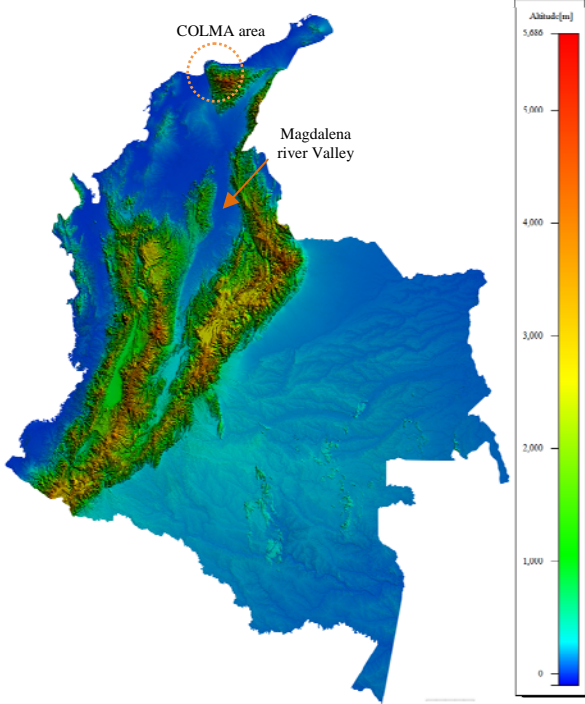 COLMA area
Magdalena
river Valley
Altitude[m]
5,686
5,000
4,000
3,000
2,000
1,000
0